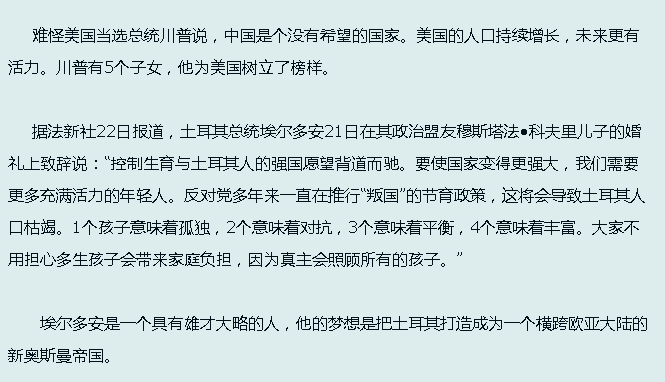 难怪美国当选总统川普说，中国是个没有希望的国家。美国的人口持续增长，未来更有
活力。川普有5个子女，他为美国树立了榜样。
据法新社22日报道，土耳其总统埃尔多安21日在其政治盟友穆斯塔法•科夫里儿子的婚
礼上致辞说：“控制生育与土耳其人的强国愿望背道而驰。要使国家变得更强大，我们需要
更多充满活力的年轻人。反对党多年来一直在推行“叛国”的节育政策，这将会导致土耳其人
口枯竭。1个孩子意味着孤独，2个意味着对抗，3个意味着平衡，4个意味着丰富。大家不
用担心多生孩子会带来家庭负担，因为真主会照顾所有的孩子。”
埃尔多安是一个具有雄才大略的人，他的梦想是把土耳其打造成为一个横跨欧亚大陆的
新奥斯曼帝国。